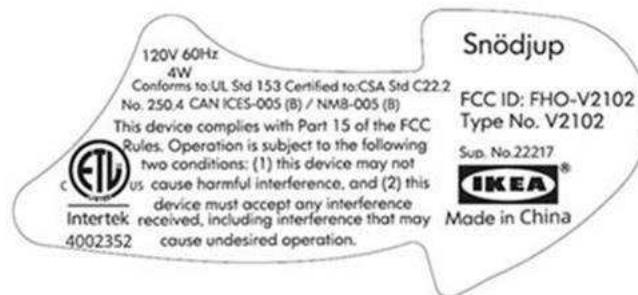 120V 60Hz
4W
Conforms to:UL Std 153 Certified to:CSA Std C22.2
No. 250.4 CAN ICES-005 (B) / NMB-005 (B)
This device complies with Part 15 of the FCC
Rules. Operation is subject to the following
two conditions: (1) this device may not
cause harmful interference, and (2) this
device must accept any interference
received, including interference that may
cause undesired operation.
ETL
C US
Intertek
4002352
Snödjup
FCC ID: FHO-V2102
Type No. V2102
Sup. No.22217
IKEA®
Made in China